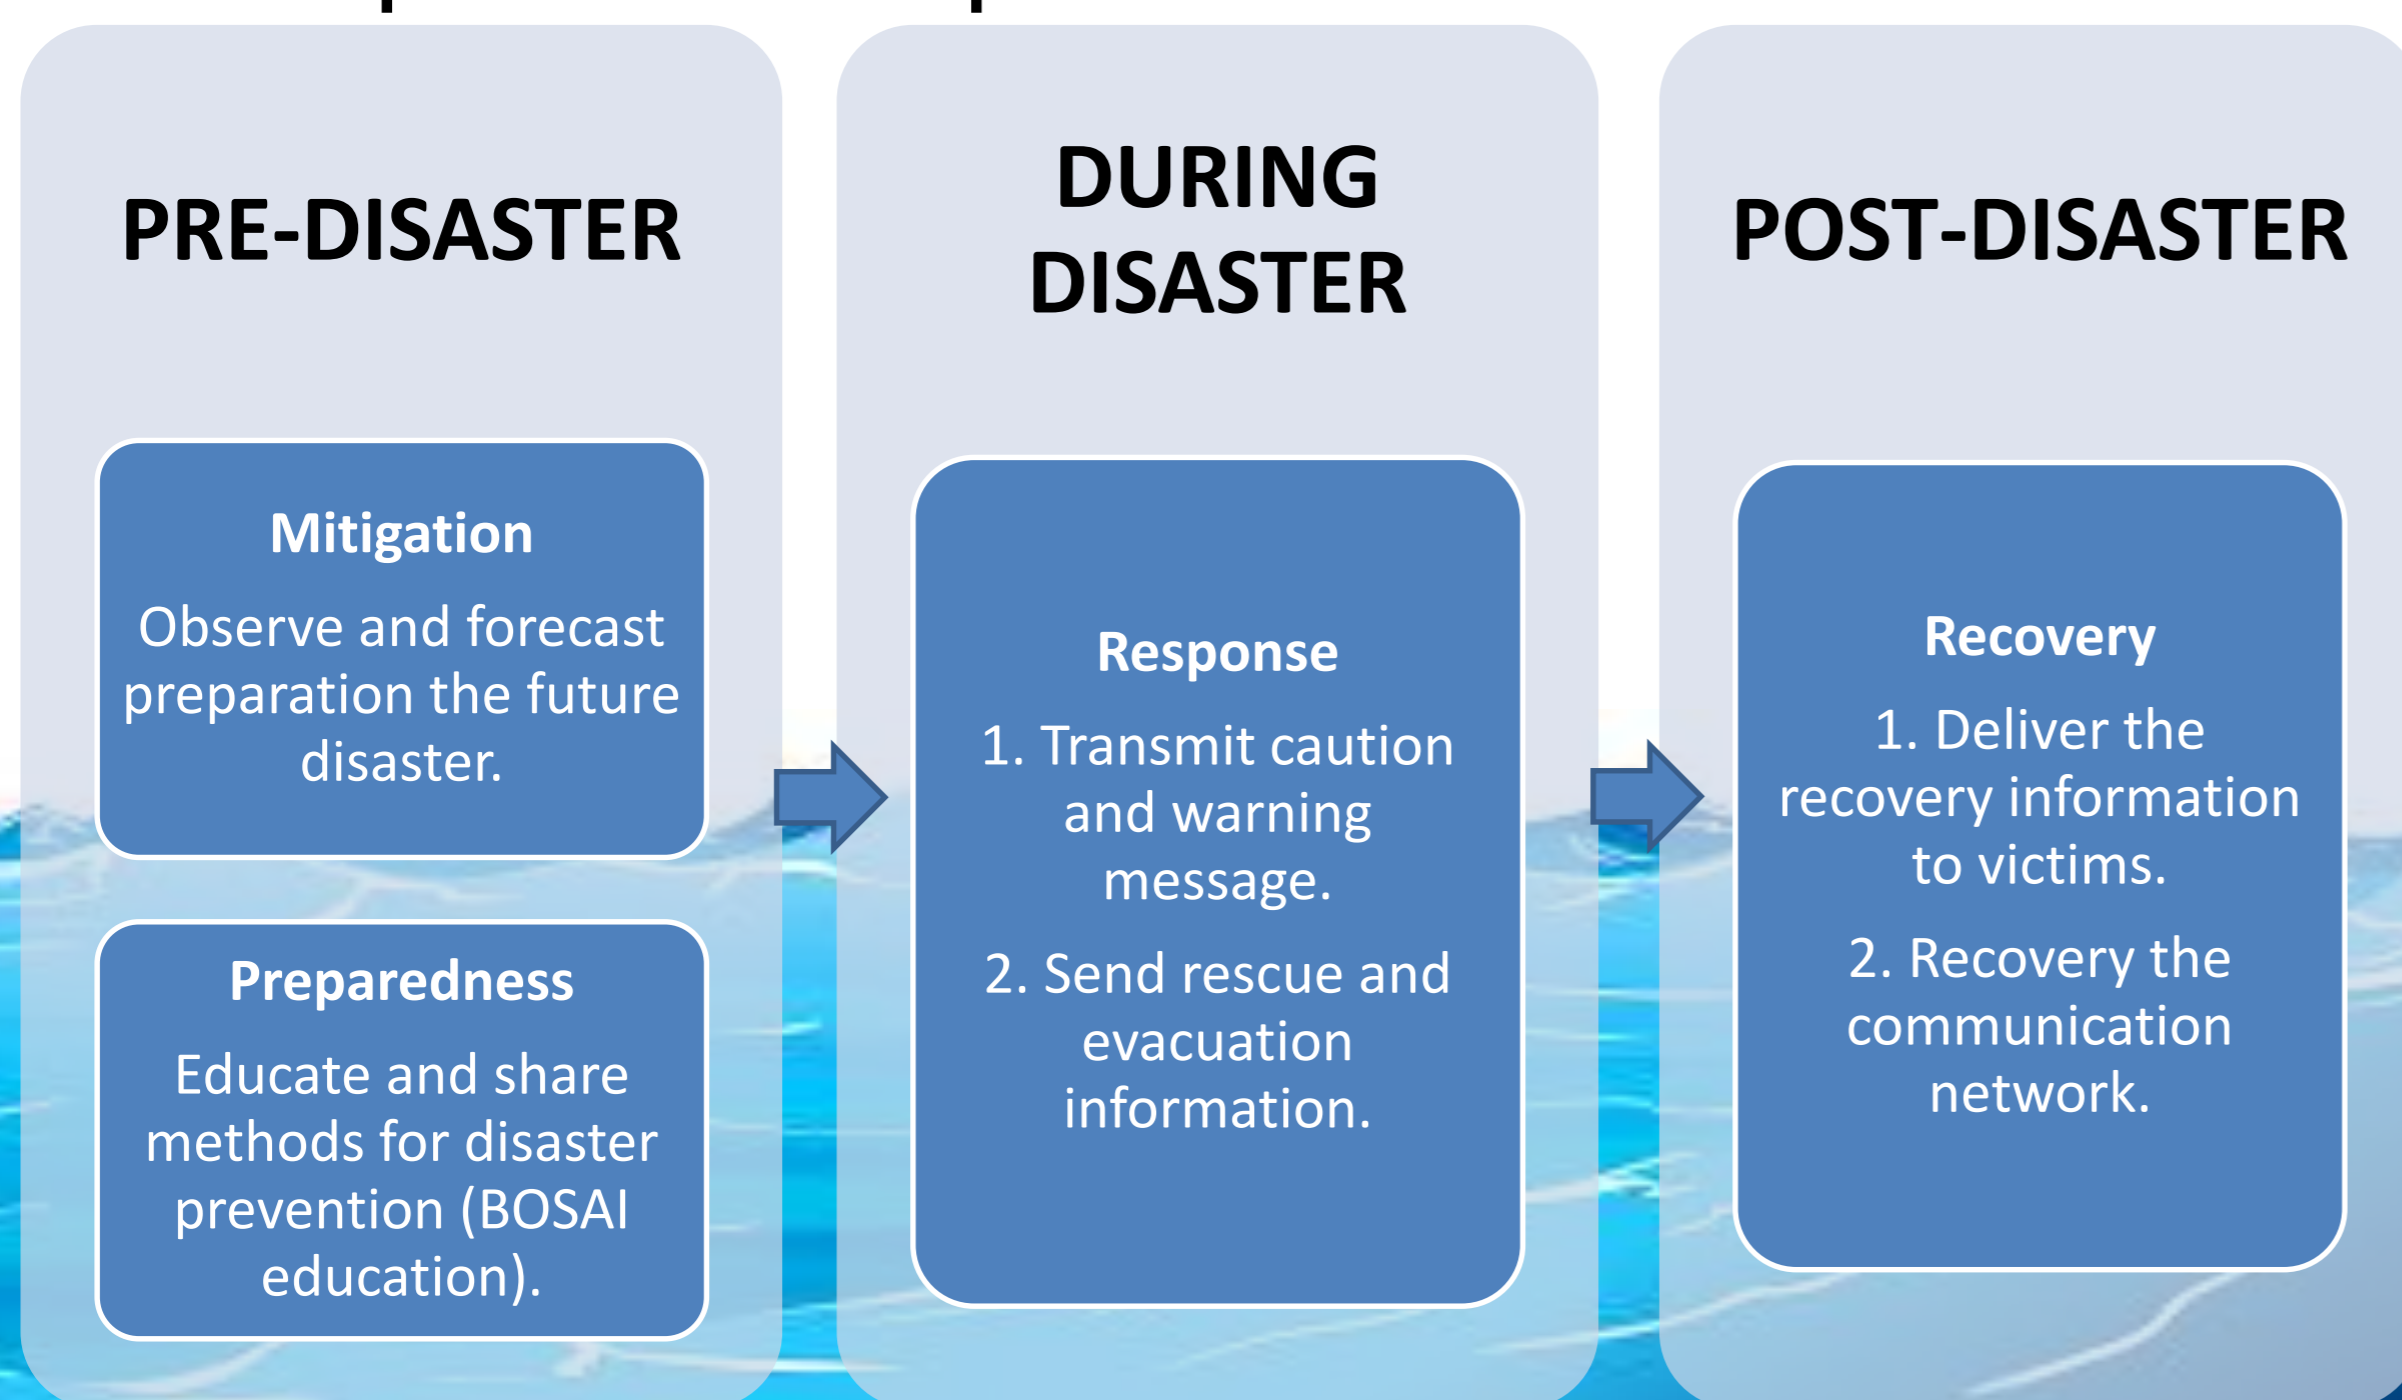 PRE-DISASTER
Mitigation
Observe and forecast
preparation the future
disaster.
Preparedness
Educate and share
methods for disaster
prevention (BOSAI
education).
DURING
DISASTER
Response
1. Transmit caution
and warning
message.
2. Send rescue and
evacuation
information.
POST-DISASTER
Recovery
1. Deliver the
recovery information
to victims.
2. Recovery the
communication
network.